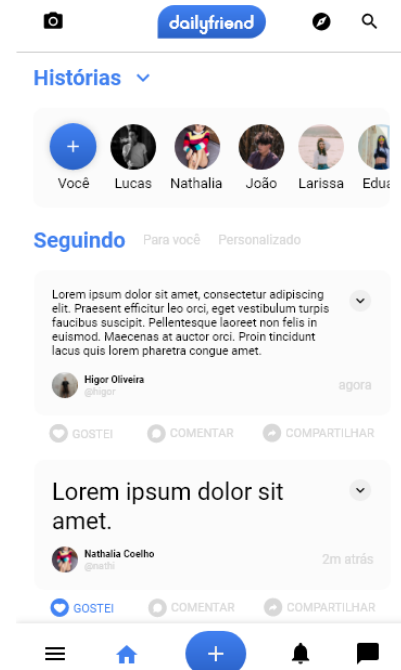 dailyfriend
Histórias
Você Lucas Nathalia João Larissa Edua
Seguindo Para você Personalizado
Lorem ipsum dolor sit amet, consectetur adipiscing
elit. Praesent efficitur leo orci, eget vestibulum turpis
faucibus suscipit. Pellentesque laoreet non felis in
euismod. Maecenas at auctor orci. Proin tincidunt
lacus quis lorem pharetra congue amet.
Higor Oliveira
@higor
agora
GOSTEI COMENTAR COMPARTILHAR
Lorem ipsum dolor sit
amet.
Nathalia Coelho
@nathi
2m atrás
GOSTEI COMENTAR COMPARTILHAR